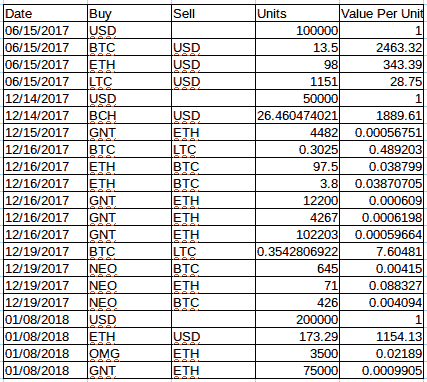 Date Buy Sell Units Value Per Unit
06/15/2017 USD 100000 1
06/15/2017 BTC USD 13.5 2463.32
06/15/2017 ETH USD 98 343.39
06/15/2017 LTC USD 1151 28.75
12/14/2017 USD 50000 1
12/14/2017 BCH USD 26.460474021 1889.61
12/15/2017 GNT ETH 4482 0.00056751
12/16/2017 BTC LTC 0.3025 0.489203
12/16/2017 ETH BTC 97.5 0.038799
12/16/2017 ETH BTC 3.8 0.03870705
12/16/2017 GNT ETH 12200 0.000609
12/16/2017 GNT ETH 4267 0.0006198
12/16/2017 GNT ETH 102203 0.00059664
12/19/2017 BTC LTC 0.3542806922 7.60481
12/19/2017 NEO BTC 645 0.00415
12/19/2017 NEO ETH 71 0.088327
12/19/2017 NEO BTC 426 0.004094
01/08/2018 USD 200000 1
01/08/2018 ETH USD 173.29 1154.13
01/08/2018 OMG ETH 3500 0.02189
01/08/2018 GNT ETH 75000 0.0009905